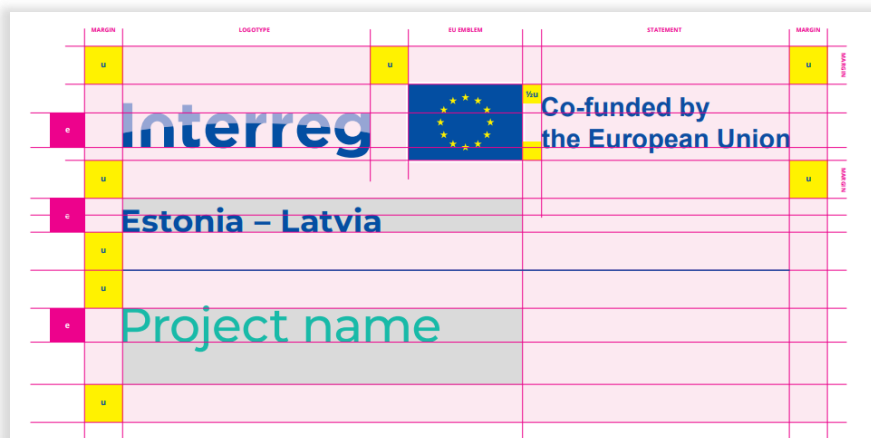 MARGIN LOGOTYPE EU EMBLEM STATEMENT MARGIN
u u u MARGIN
½u
e Interreg Co-funded by
the European Union
u u MARGIN
e Estonia – Latvia
u
u
e Project name
u